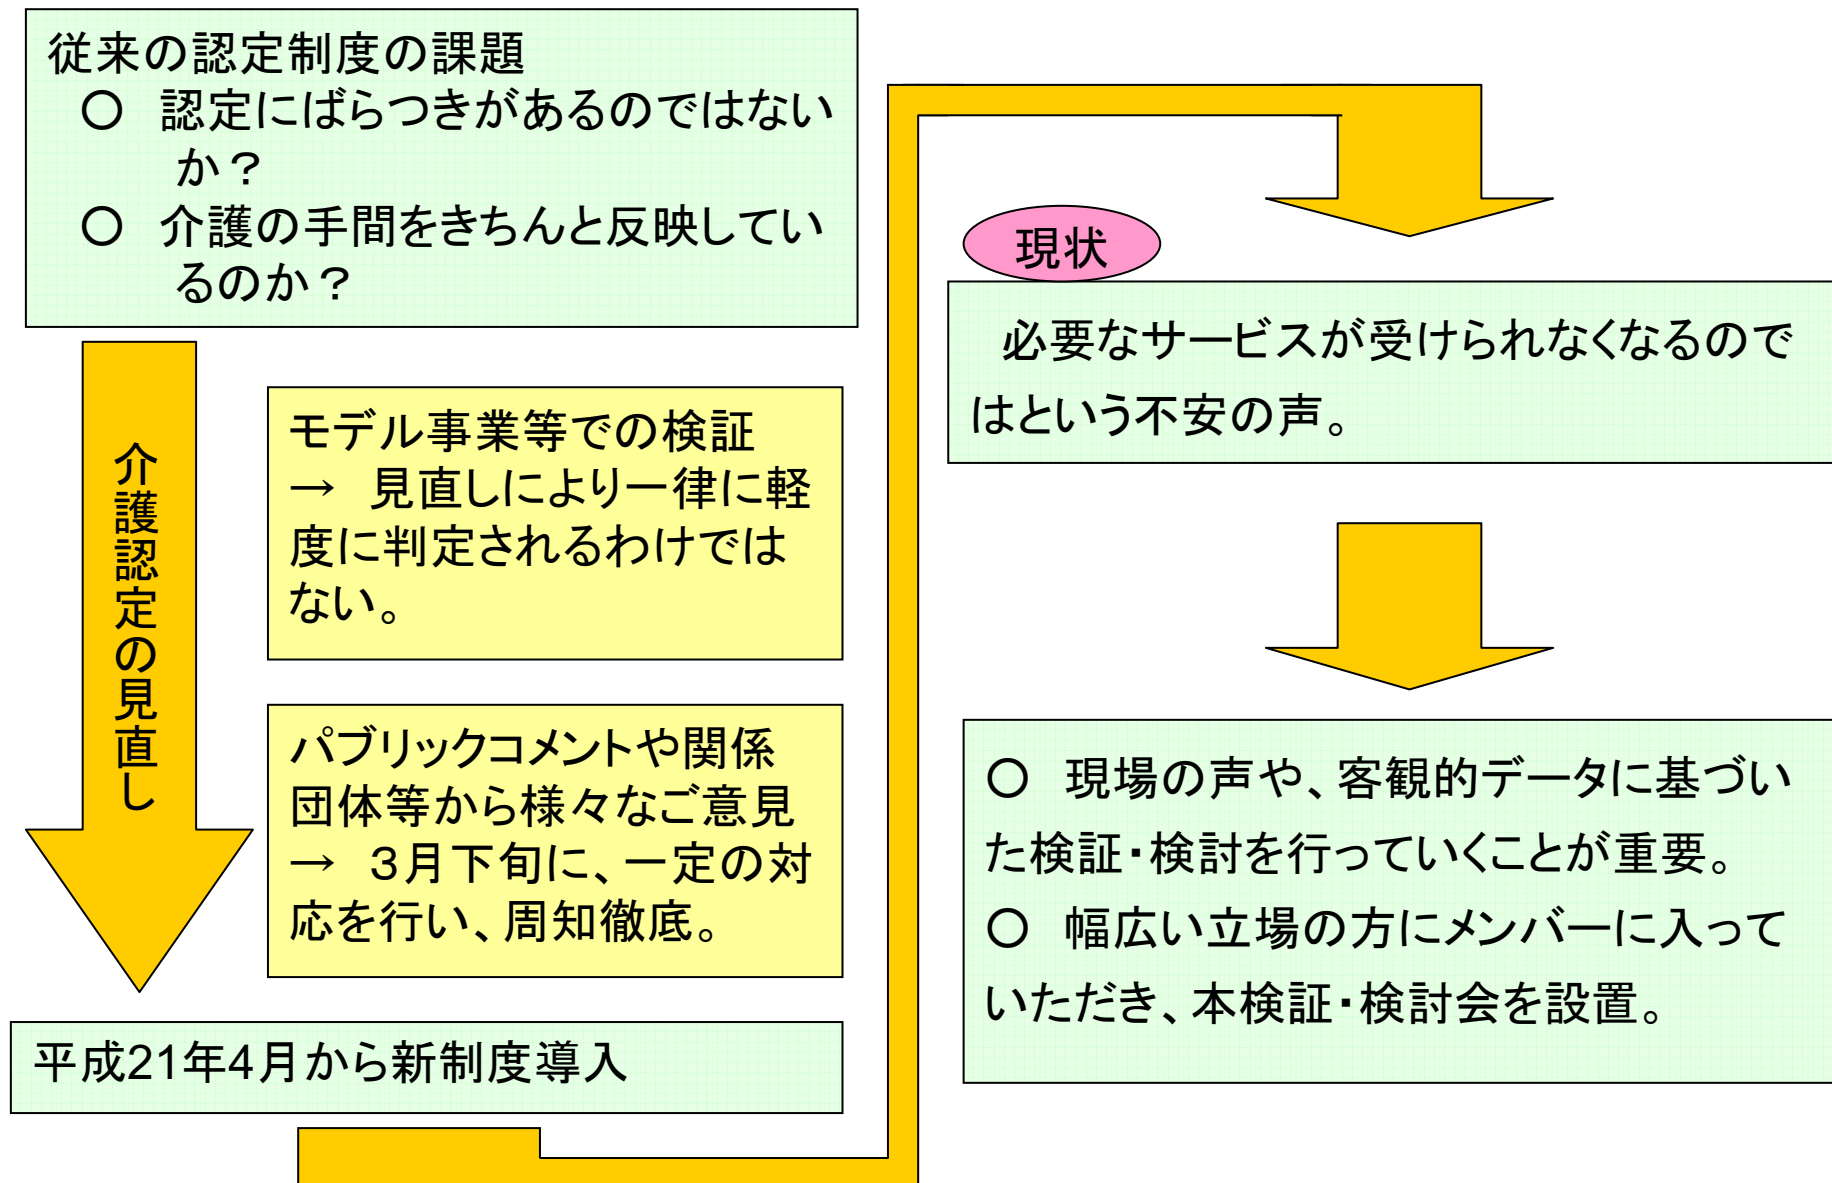 従来の認定制度の課題
○　認定にばらつきがあるのではない
か？
○　介護の手間をきちんと反映してい
るのか？
介護認定の見直し
モデル事業等での検証
→　見直しにより一律に軽
度に判定されるわけでは
ない。
パブリックコメントや関係
団体等から様々なご意見
→　３月下旬に、一定の対
応を行い、周知徹底。
平成21年4月から新制度導入
現状
必要なサービスが受けられなくなるので
はという不安の声。
○　現場の声や、客観的データに基づい
た検証・検討を行っていくことが重要。
○　幅広い立場の方にメンバーに入って
いただき、本検証・検討会を設置。